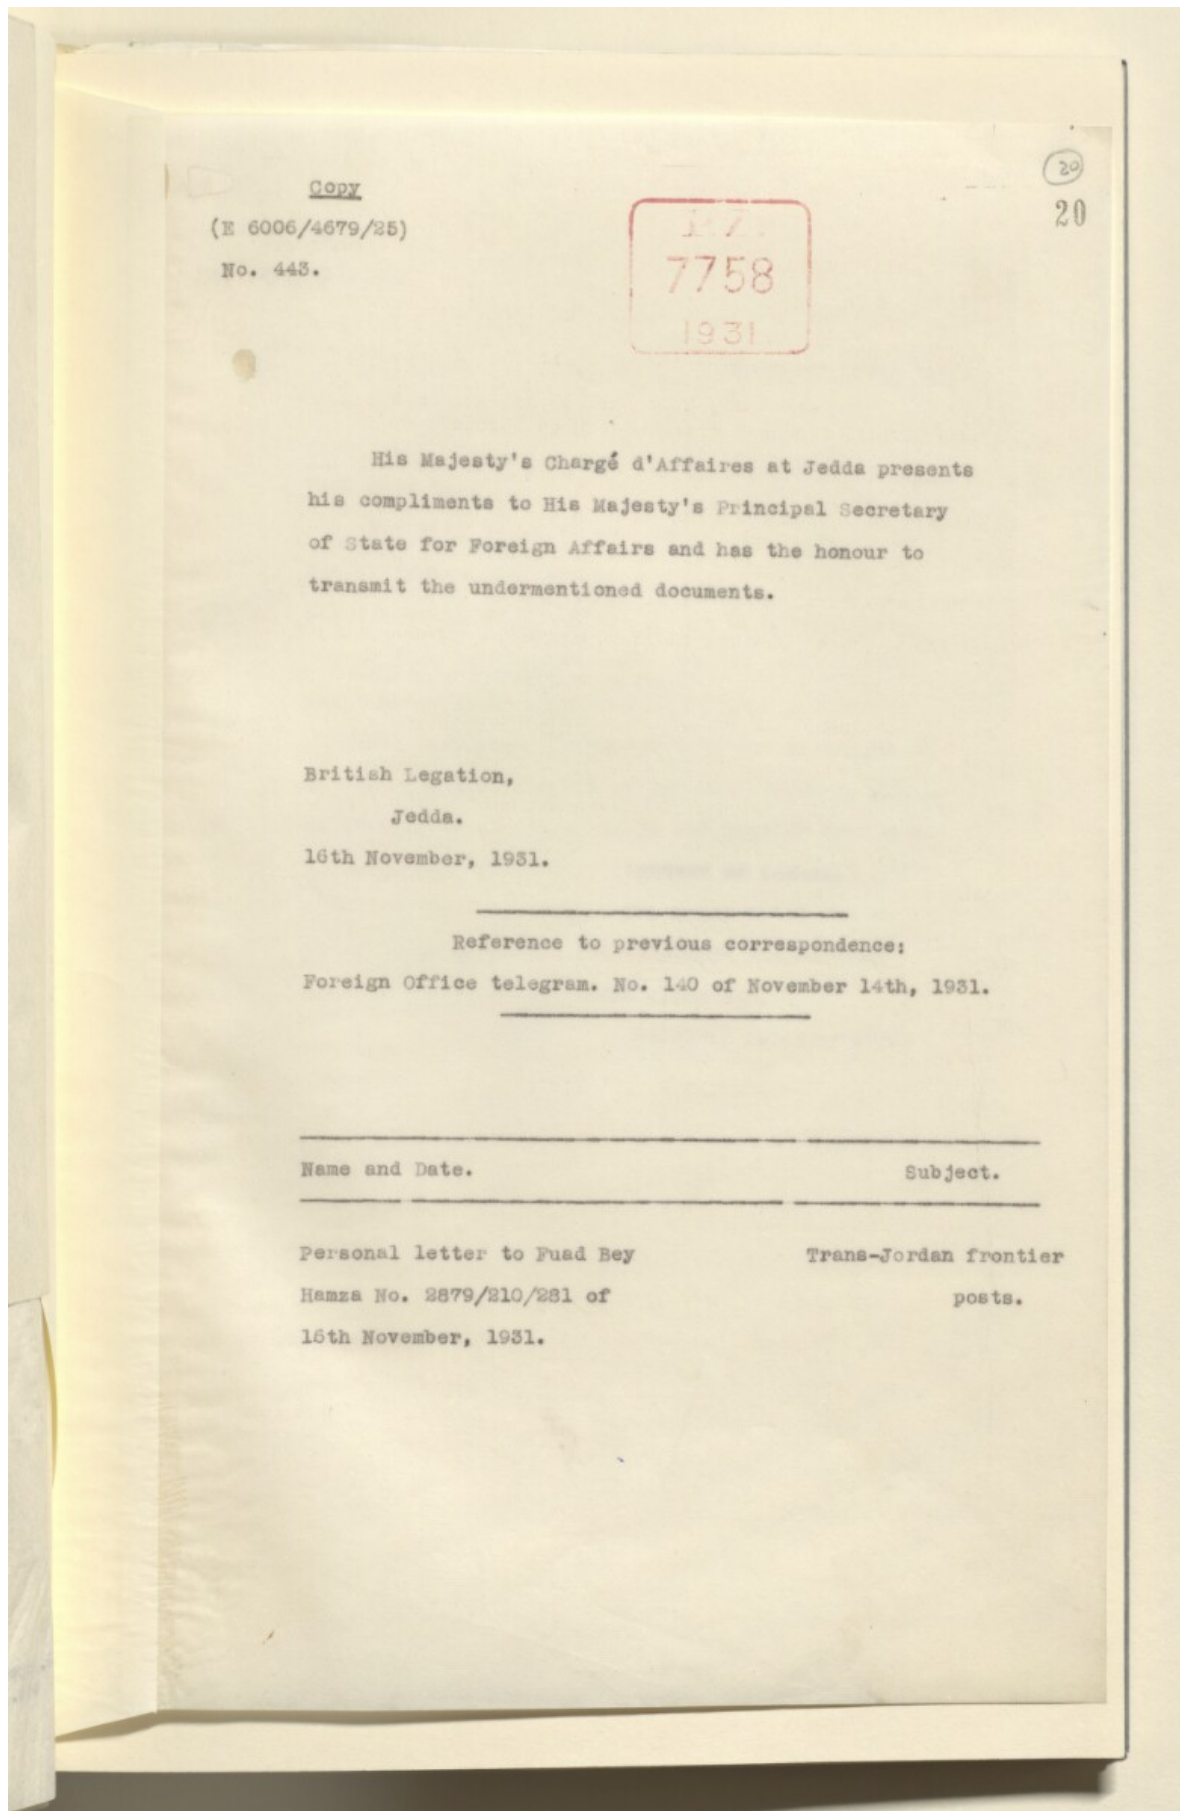 20
20
Copy
(E 6006/4679/25)
No. 443.
P.Z.
7758
1931
His Majesty's Chargé d'Affaires at Jedda presents
his compliments to His Majesty's Principal Secretary
of State for Foreign Affairs and has the honour to
transmit the undermentioned documents.
British Legation,
Jedda.
16th November, 1931.
Reference to previous correspondence:
Foreign Office telegram. No. 140 of November 14th, 1931.
Name and Date. Subject.
Personal letter to Fuad Bey Trans-Jordan frontier
Hamza No. 2879/210/281 of posts.
16th November, 1931.